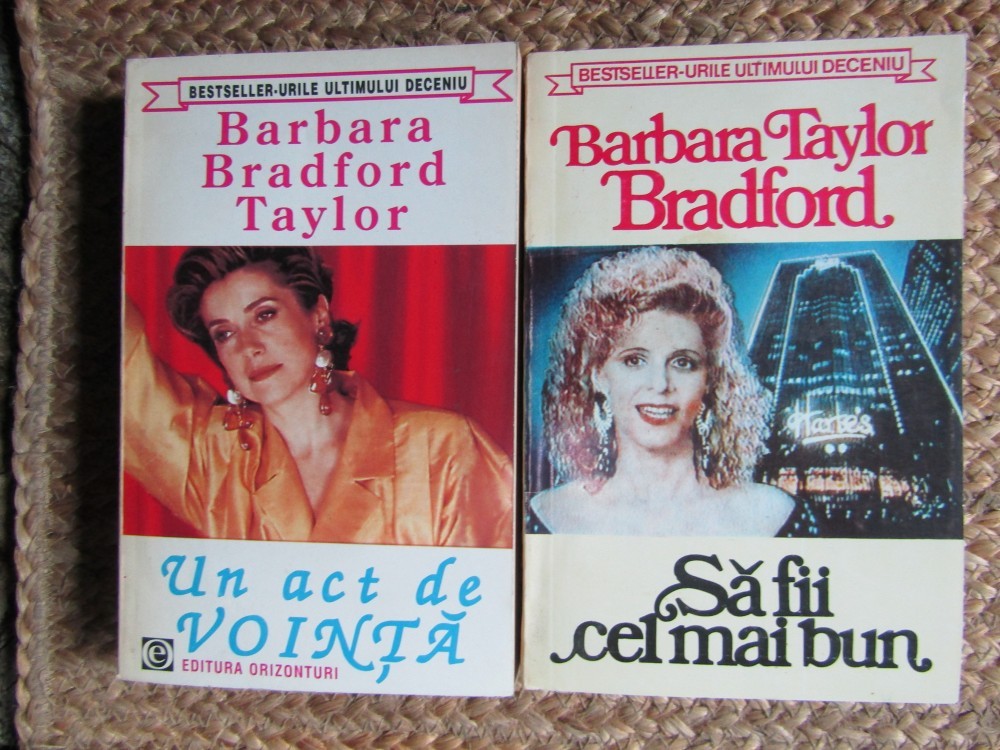 BESTSELLER-URILE ULTIMULUI DECENIU
Barbara
Bradford
Taylor
Un act de
VOINȚĂ
e
EDITURA ORIZONTURI
BESTSELLER-URILE ULTIMULUI DECENIU
Barbara Taylor
Bradford
Harte's
Să fii
cel mai bun